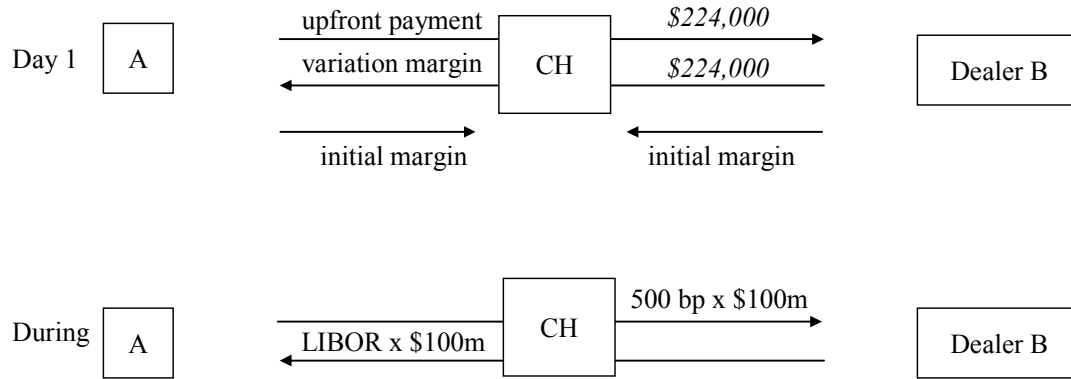 upfront payment
$224,000
Day 1
A
variation margin
CH
$224,000
Dealer B
initial margin
initial margin
500 bp x $100m
During
A
LIBOR x $100m
CH
Dealer B